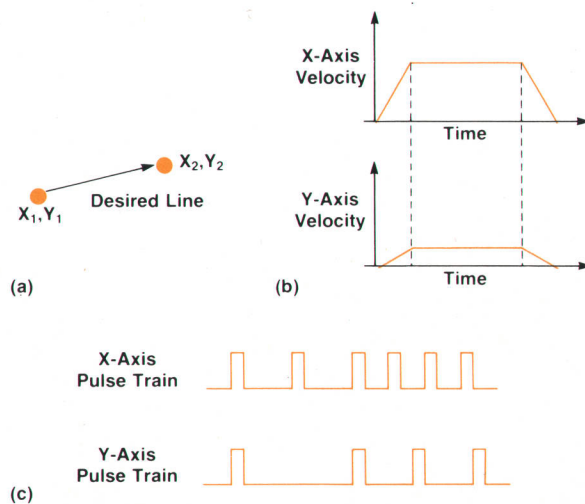 X₂,Y₂
X₁,Y₁
Desired Line
(a)
X-Axis
Velocity
Time
Y-Axis
Velocity
Time
(b)
X-Axis
Pulse Train
Y-Axis
Pulse Train
(c)